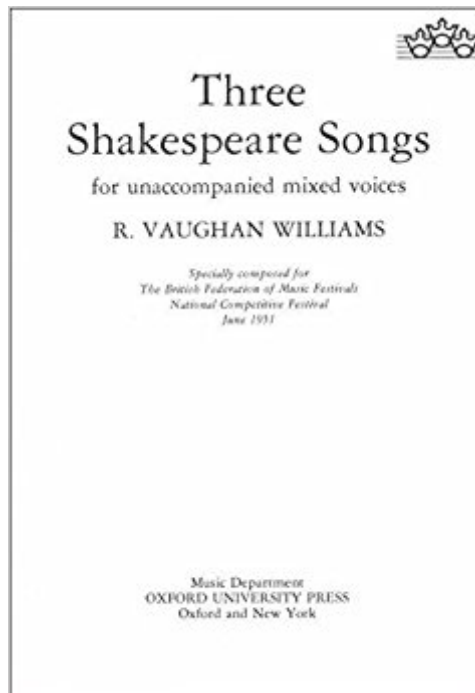 Three
Shakespeare Songs
for unaccompanied mixed voices
R. VAUGHAN WILLIAMS
Specially composed for
The British Federation of Music Festivals
National Competitive Festival
June 1951
Music Department
OXFORD UNIVERSITY PRESS
Oxford and New York